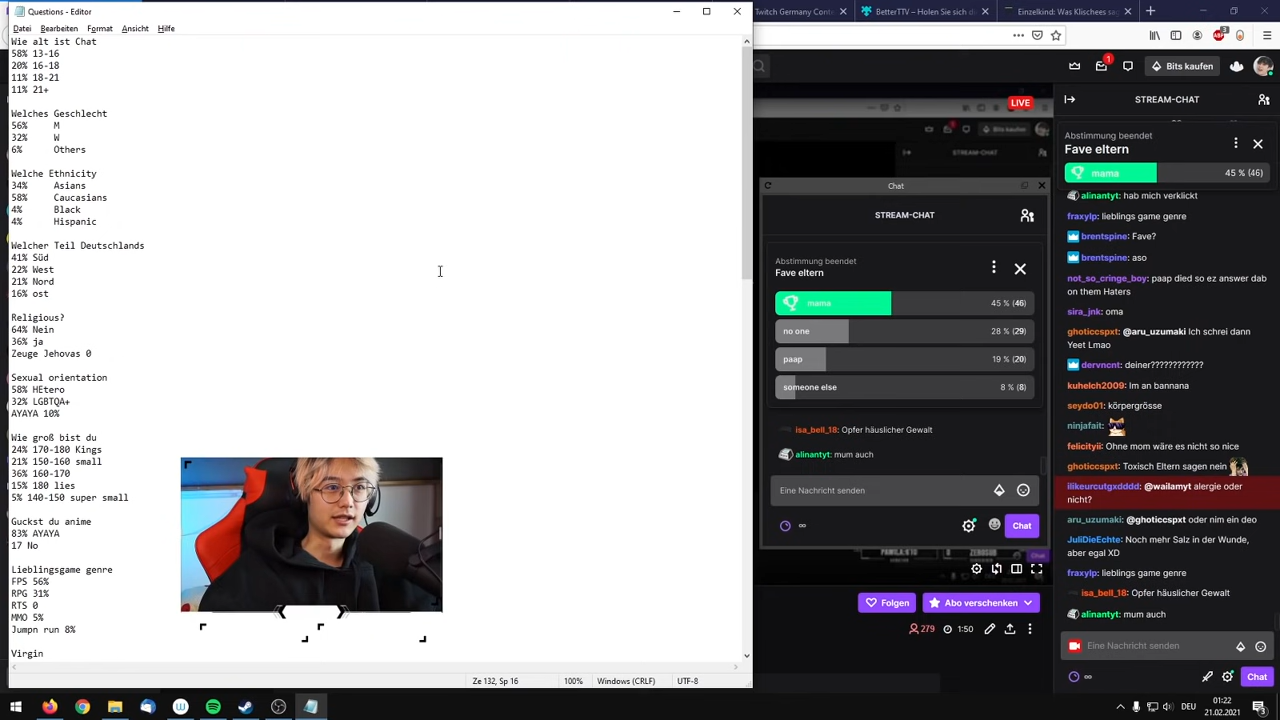 Questions - Editor
Datei Bearbeiten Format Ansicht Hilfe
Wie alt ist Chat
58% 13-16
20% 16-18
11% 18-21
11% 21+
Welches Geschlecht
56% M
32% W
6% Others
Welche Ethnicity
34% Asians
58% Caucasians
4% Black
4% Hispanic
Welcher Teil Deutschlands
41% Süd
22% West
21% Nord
16% ost
Religious?
64% Nein
36% ja
Zeuge Jehovas 0
Sexual orientation
58% HEtero
32% LGBTQA+
AYAYA 10%
Wie groß bist du
24% 170-180 Kings
21% 150-160 small
36% 160-170
15% 180 lies
5% 140-150 super small
Guckst du anime
83% AYAYA
17 No
Lieblingsgame genre
FPS 56%
RPG 31%
RTS 0
MMO 5%
Jumpn run 8%
Virgin
Ze 132, Sp 16 100% Windows (CRLF) UTF-8
Twitch Germany Cont
BetterTTV – Holen Sie sich d
Einzelkind: Was Klischees sag
Bits kaufen
LIVE
Chat
STREAM-CHAT
Abstimmung beendet
Fave eltern
mama 45 % (46)
no one 28 % (29)
paap 19 % (20)
someone else 8 % (8)
isa_bell_18: Opfer häuslicher Gewalt
alinantyt: mum auch
Eine Nachricht senden
Chat
Folgen
Abo verschenken
279 1:50
STREAM-CHAT
Abstimmung beendet
Fave eltern
mama 45 % (46)
alinantyt: hab mich verklickt
fraxylp: lieblings game genre
brentspine: Fave?
brentspine: aso
not_so_cringe_boy: paap died so ez answer dab
on them Haters
sira_jnk: oma
ghoticcspxt: @aru_uzumaki Ich schrei dann
Yeet Lmao
dervncnt: deiner????????????
kuhelch2009: Im an bannana
seydo01: körpergrösse
ninjafait:
felicityii: Ohne mom wäre es nicht so nice
ghoticcspxt: Toxisch Eltern sagen nein
ilikeurcutgxdddd: @wailamyt alergie oder
nicht?
aru_uzumaki: @ghoticcspxt oder nim ein deo
JuliDieEchte: Noch mehr Salz in der Wunde,
aber egal XD
fraxylp: lieblings game genre
isa_bell_18: Opfer häuslicher Gewalt
alinantyt: mum auch
Eine Nachricht senden
Chat
DEU
01:22
21.02.2021